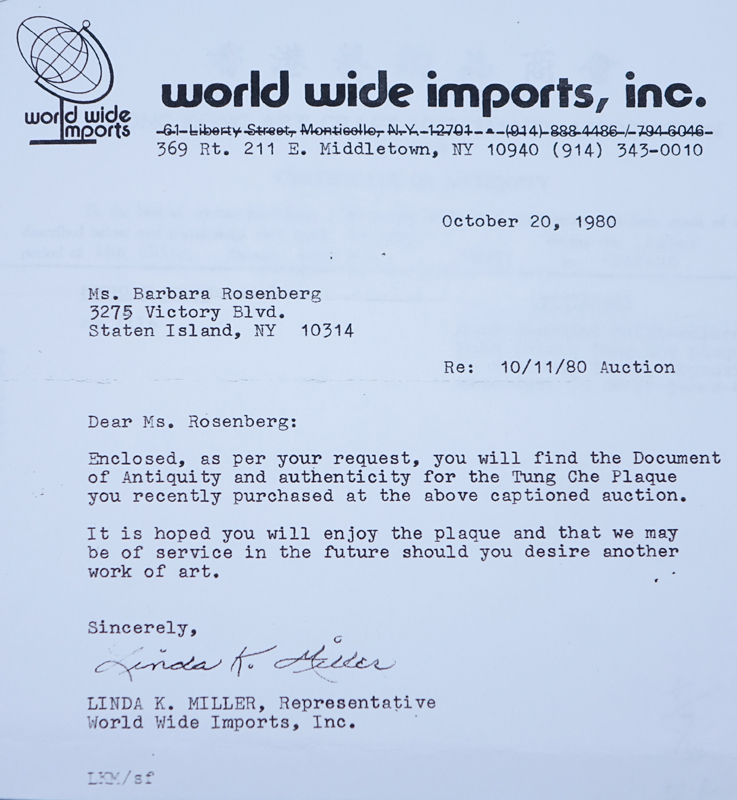 world wide
imports
world wide imports, inc.
61 Liberty Street, Monticello, N.Y. 12701 - • - (914) 888-4486 / 794-6046
369 Rt. 211 E. Middletown, NY 10940 (914) 343-0010
October 20, 1980
Ms. Barbara Rosenberg
3275 Victory Blvd.
Staten Island, NY 10314
Re: 10/11/80 Auction
Dear Ms. Rosenberg:
Enclosed, as per your request, you will find the Document
of Antiquity and authenticity for the Tung Che Plaque
you recently purchased at the above captioned auction.
It is hoped you will enjoy the plaque and that we may
be of service in the future should you desire another
work of art.
Sincerely,
Linda K. Miller
LINDA K. MILLER, Representative
World Wide Imports, Inc.
LKM/sf